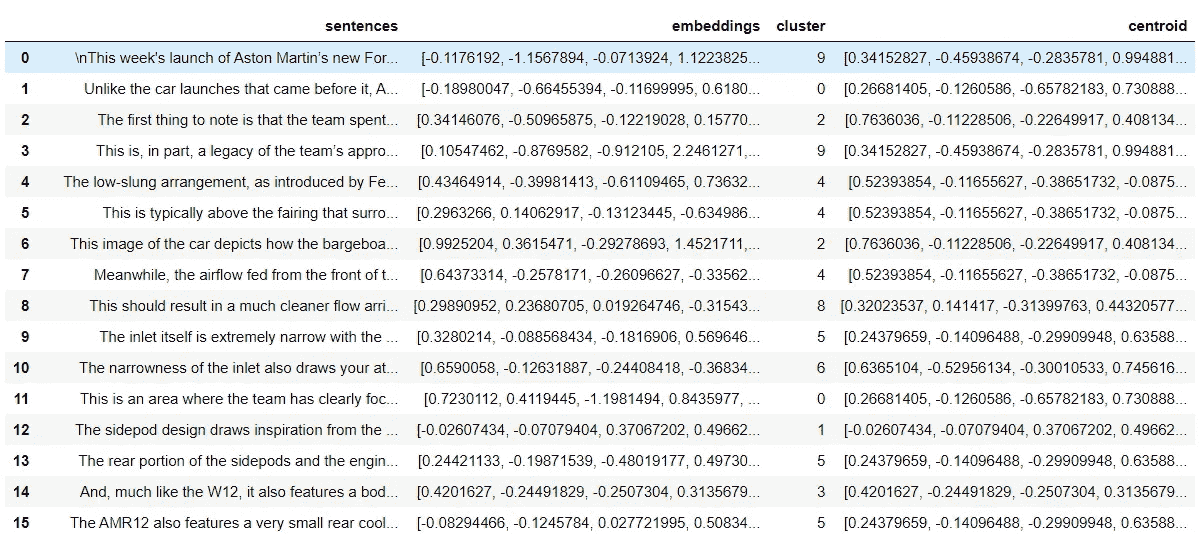 sentences embeddings cluster centroid
0 \nThis week's launch of Aston Martin's new For... [-0.1176192, -1.1567894, -0.0713924, 1.1223825... 9 [0.34152827, -0.45938674, -0.2835781, 0.994881...
1 Unlike the car launches that came before it, A... [-0.18980047, -0.66455394, -0.11699995, 0.6180... 0 [0.26681405, -0.1260586, -0.65782183, 0.730888...
2 The first thing to note is that the team spent... [0.34146076, -0.50965875, -0.12219028, 0.15770... 2 [0.7636036, -0.11228506, -0.22649917, 0.408134...
3 This is, in part, a legacy of the team's appro... [0.10547462, -0.8769582, -0.912105, 2.2461271,... 9 [0.34152827, -0.45938674, -0.2835781, 0.994881...
4 The low-slung arrangement, as introduced by Fe... [0.43464914, -0.39981413, -0.61109465, 0.73632... 4 [0.52393854, -0.11655627, -0.38651732, -0.0875...
5 This is typically above the fairing that surro... [0.2963266, 0.14062917, -0.13123445, -0.634986... 4 [0.52393854, -0.11655627, -0.38651732, -0.0875...
6 This image of the car depicts how the bargeboa... [0.9925204, 0.3615471, -0.29278693, 1.4521711,... 2 [0.7636036, -0.11228506, -0.22649917, 0.408134...
7 Meanwhile, the airflow fed from the front of t... [0.64373314, -0.2578171, -0.26096627, -0.33562... 4 [0.52393854, -0.11655627, -0.38651732, -0.0875...
8 This should result in a much cleaner flow arri... [0.29890952, 0.23680705, 0.019264746, -0.31543... 8 [0.32023537, 0.141417, -0.31399763, 0.44320577...
9 The inlet itself is extremely narrow with the ... [0.3280214, -0.088568434, -0.1816906, 0.569646... 5 [0.24379659, -0.14096488, -0.29909948, 0.63588...
10 The narrowness of the inlet also draws your at... [0.6590058, -0.12631887, -0.24408418, -0.36834... 6 [0.6365104, -0.52956134, -0.30010533, 0.745616...
11 This is an area where the team has clearly foc... [0.7230112, 0.4119445, -1.1981494, 0.8435977, ... 0 [0.26681405, -0.1260586, -0.65782183, 0.730888...
12 The sidepod design draws inspiration from the ... [-0.02607434, -0.07079404, 0.37067202, 0.49662... 1 [-0.02607434, -0.07079404, 0.37067202, 0.49662...
13 The rear portion of the sidepods and the engin... [0.24421133, -0.19871539, -0.48019177, 0.49730... 5 [0.24379659, -0.14096488, -0.29909948, 0.63588...
14 And, much like the W12, it also features a bod... [0.4201627, -0.24491829, -0.2507304, 0.3135679... 3 [0.4201627, -0.24491829, -0.2507304, 0.3135679...
15 The AMR12 also features a very small rear cool... [-0.08294466, -0.1245784, 0.027721995, 0.50834... 5 [0.24379659, -0.14096488, -0.29909948, 0.63588...